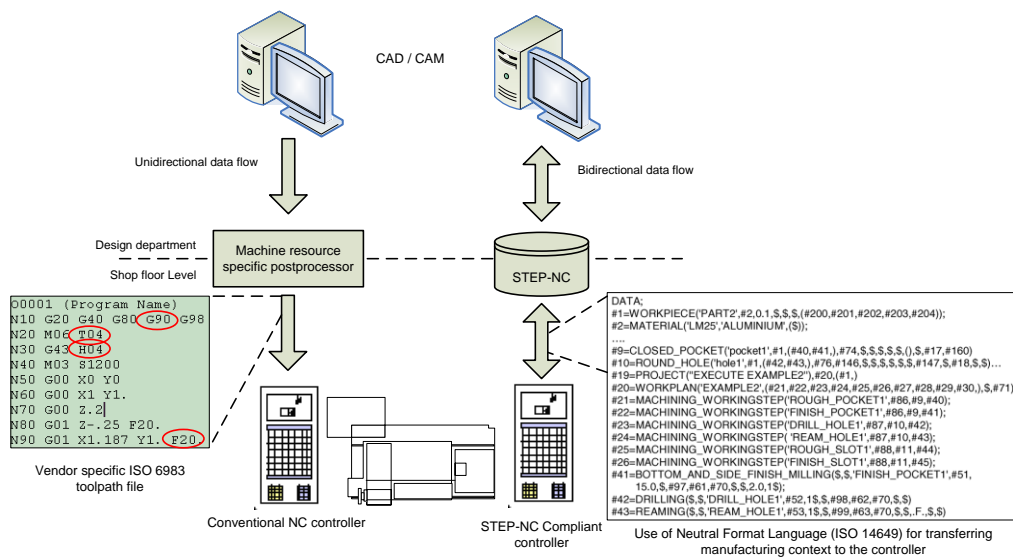 CAD / CAM
Unidirectional data flow
Bidirectional data flow
Design department
Shop floor Level
Machine resource
specific postprocessor
STEP-NC
O0001 (Program Name)
N10 G20 G40 G80 G90 G98
N20 M06 T04
N30 G43 H04
N40 M03 S1200
N50 G00 X0 Y0
N60 G00 X1 Y1.
N70 G00 Z.2
N80 G01 Z-.25 F20.
N90 G01 X1.187 Y1. F20.
Vendor specific ISO 6983
toolpath file
Conventional NC controller
STEP-NC Compliant
controller
DATA;
#1=WORKPIECE('PART2',#2,0.1,$,$,$,(#200,#201,#202,#203,#204));
#2=MATERIAL('LM25','ALUMINIUM',($));
....
#9=CLOSED_POCKET('pocket1',#1,(#40,#41,),#74,$,$,$,$,$,(),$,#17,#160)
#10=ROUND_HOLE('hole1',#1,(#42,#43,),#76,#146,$,$,$,$,$,$,#147,$,#18,$,$)...
#19=PROJECT("EXECUTE EXAMPLE2"),#20,(#1,)
#20=WORKPLAN('EXAMPLE2',(#21,#22,#23,#24,#25,#26,#27,#28,#29,#30,),$,#71)
#21=MACHINING_WORKINGSTEP('ROUGH_POCKET1',#86,#9,#40);
#22=MACHINING_WORKINGSTEP('FINISH_POCKET1',#86,#9,#41);
#23=MACHINING_WORKINGSTEP('DRILL_HOLE1',#87,#10,#42);
#24=MACHINING_WORKINGSTEP( 'REAM_HOLE1',#87,#10,#43);
#25=MACHINING_WORKINGSTEP('ROUGH_SLOT1',#88,#11,#44);
#26=MACHINING_WORKINGSTEP('FINISH_SLOT1',#88,#11,#45);
#41=BOTTOM_AND_SIDE_FINISH_MILLING($,$,'FINISH_POCKET1',#51,
15.0,$,#97,#61,#70,$,$,2.0,1$);
#42=DRILLING($,$,'DRILL_HOLE1',#52,1$,$,#98,#62,#70,$,$)
#43=REAMING($,$,'REAM_HOLE1',#53,1$,$,#99,#63,#70,$,$,.F.,$,$)
Use of Neutral Format Language (ISO 14649) for transferring
manufacturing context to the controller